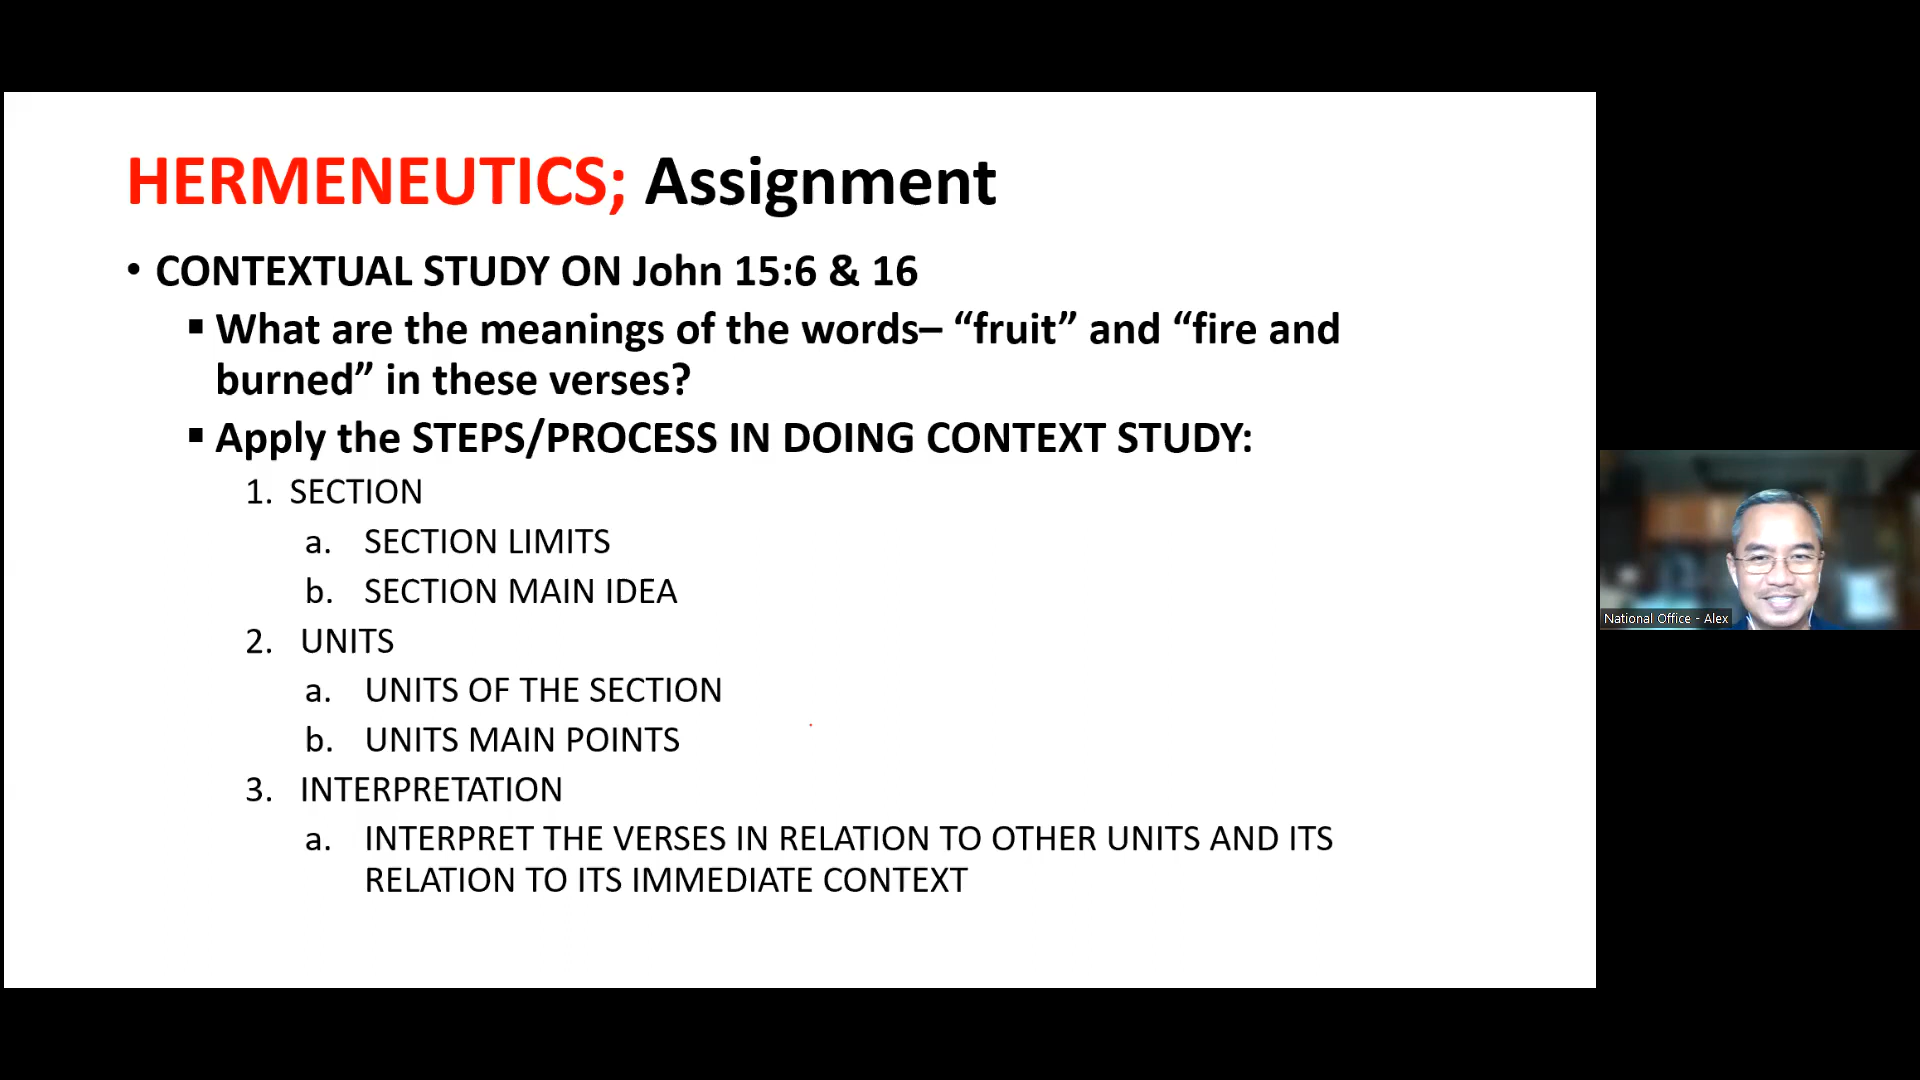 HERMENEUTICS; Assignment
• CONTEXTUAL STUDY ON John 15:6 & 16
▪ What are the meanings of the words– “fruit” and “fire and
burned” in these verses?
▪ Apply the STEPS/PROCESS IN DOING CONTEXT STUDY:
1. SECTION
a. SECTION LIMITS
b. SECTION MAIN IDEA
2. UNITS
a. UNITS OF THE SECTION
b. UNITS MAIN POINTS
3. INTERPRETATION
a. INTERPRET THE VERSES IN RELATION TO OTHER UNITS AND ITS
RELATION TO ITS IMMEDIATE CONTEXT
National Office - Alex